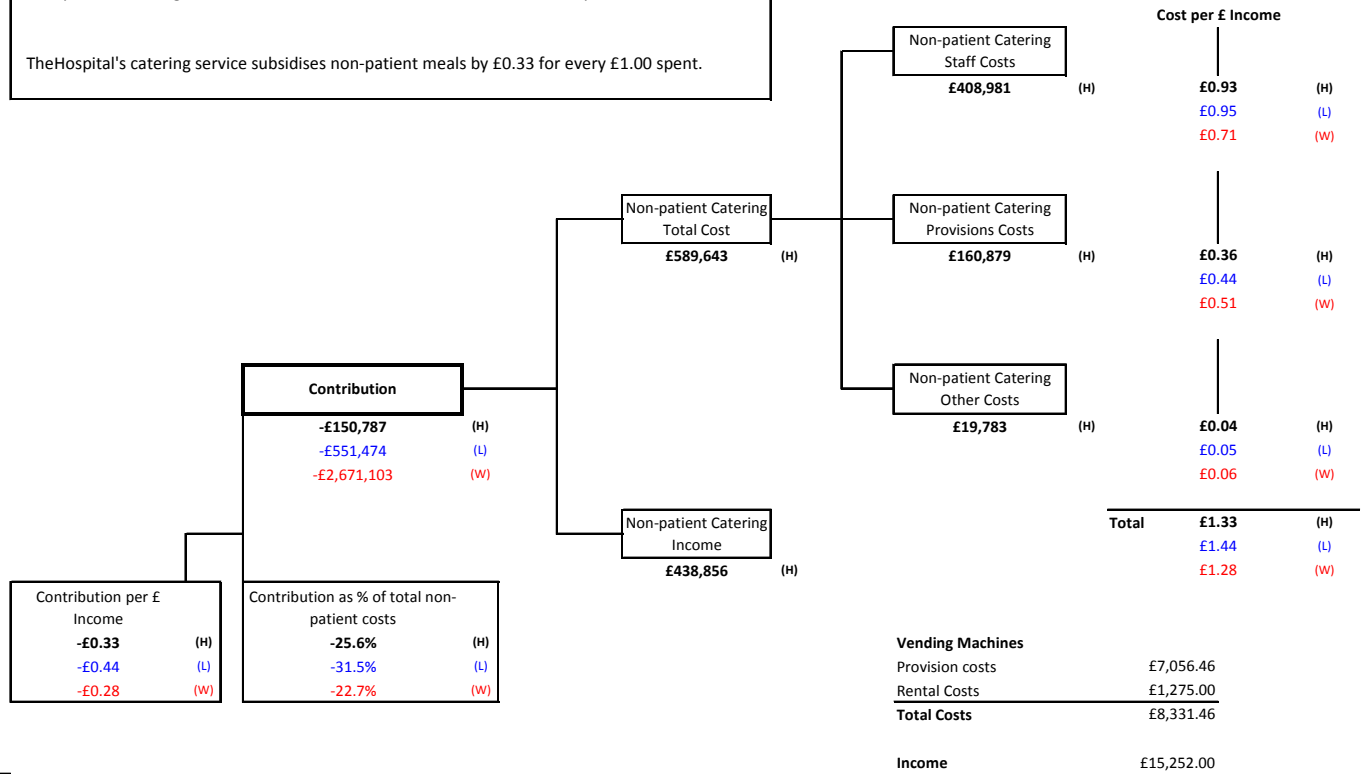 TheHospital's catering service subsidises non-patient meals by £0.33 for every £1.00 spent.
Cost per £ Income
Non-patient Catering
Staff Costs
£408,981 (H)
£0.93 (H)
£0.95 (L)
£0.71 (W)
Non-patient Catering
Total Cost
£589,643 (H)
Non-patient Catering
Provisions Costs
£160,879 (H)
£0.36 (H)
£0.44 (L)
£0.51 (W)
Contribution
-£150,787 (H)
-£551,474 (L)
-£2,671,103 (W)
Non-patient Catering
Other Costs
£19,783 (H)
£0.04 (H)
£0.05 (L)
£0.06 (W)
Non-patient Catering
Income
£438,856 (H)
Total £1.33 (H)
£1.44 (L)
£1.28 (W)
Contribution per £
Income
-£0.33 (H)
-£0.44 (L)
-£0.28 (W)
Contribution as % of total non-
patient costs
-25.6% (H)
-31.5% (L)
-22.7% (W)
Vending Machines
Provision costs £7,056.46
Rental Costs £1,275.00
Total Costs £8,331.46
Income £15,252.00